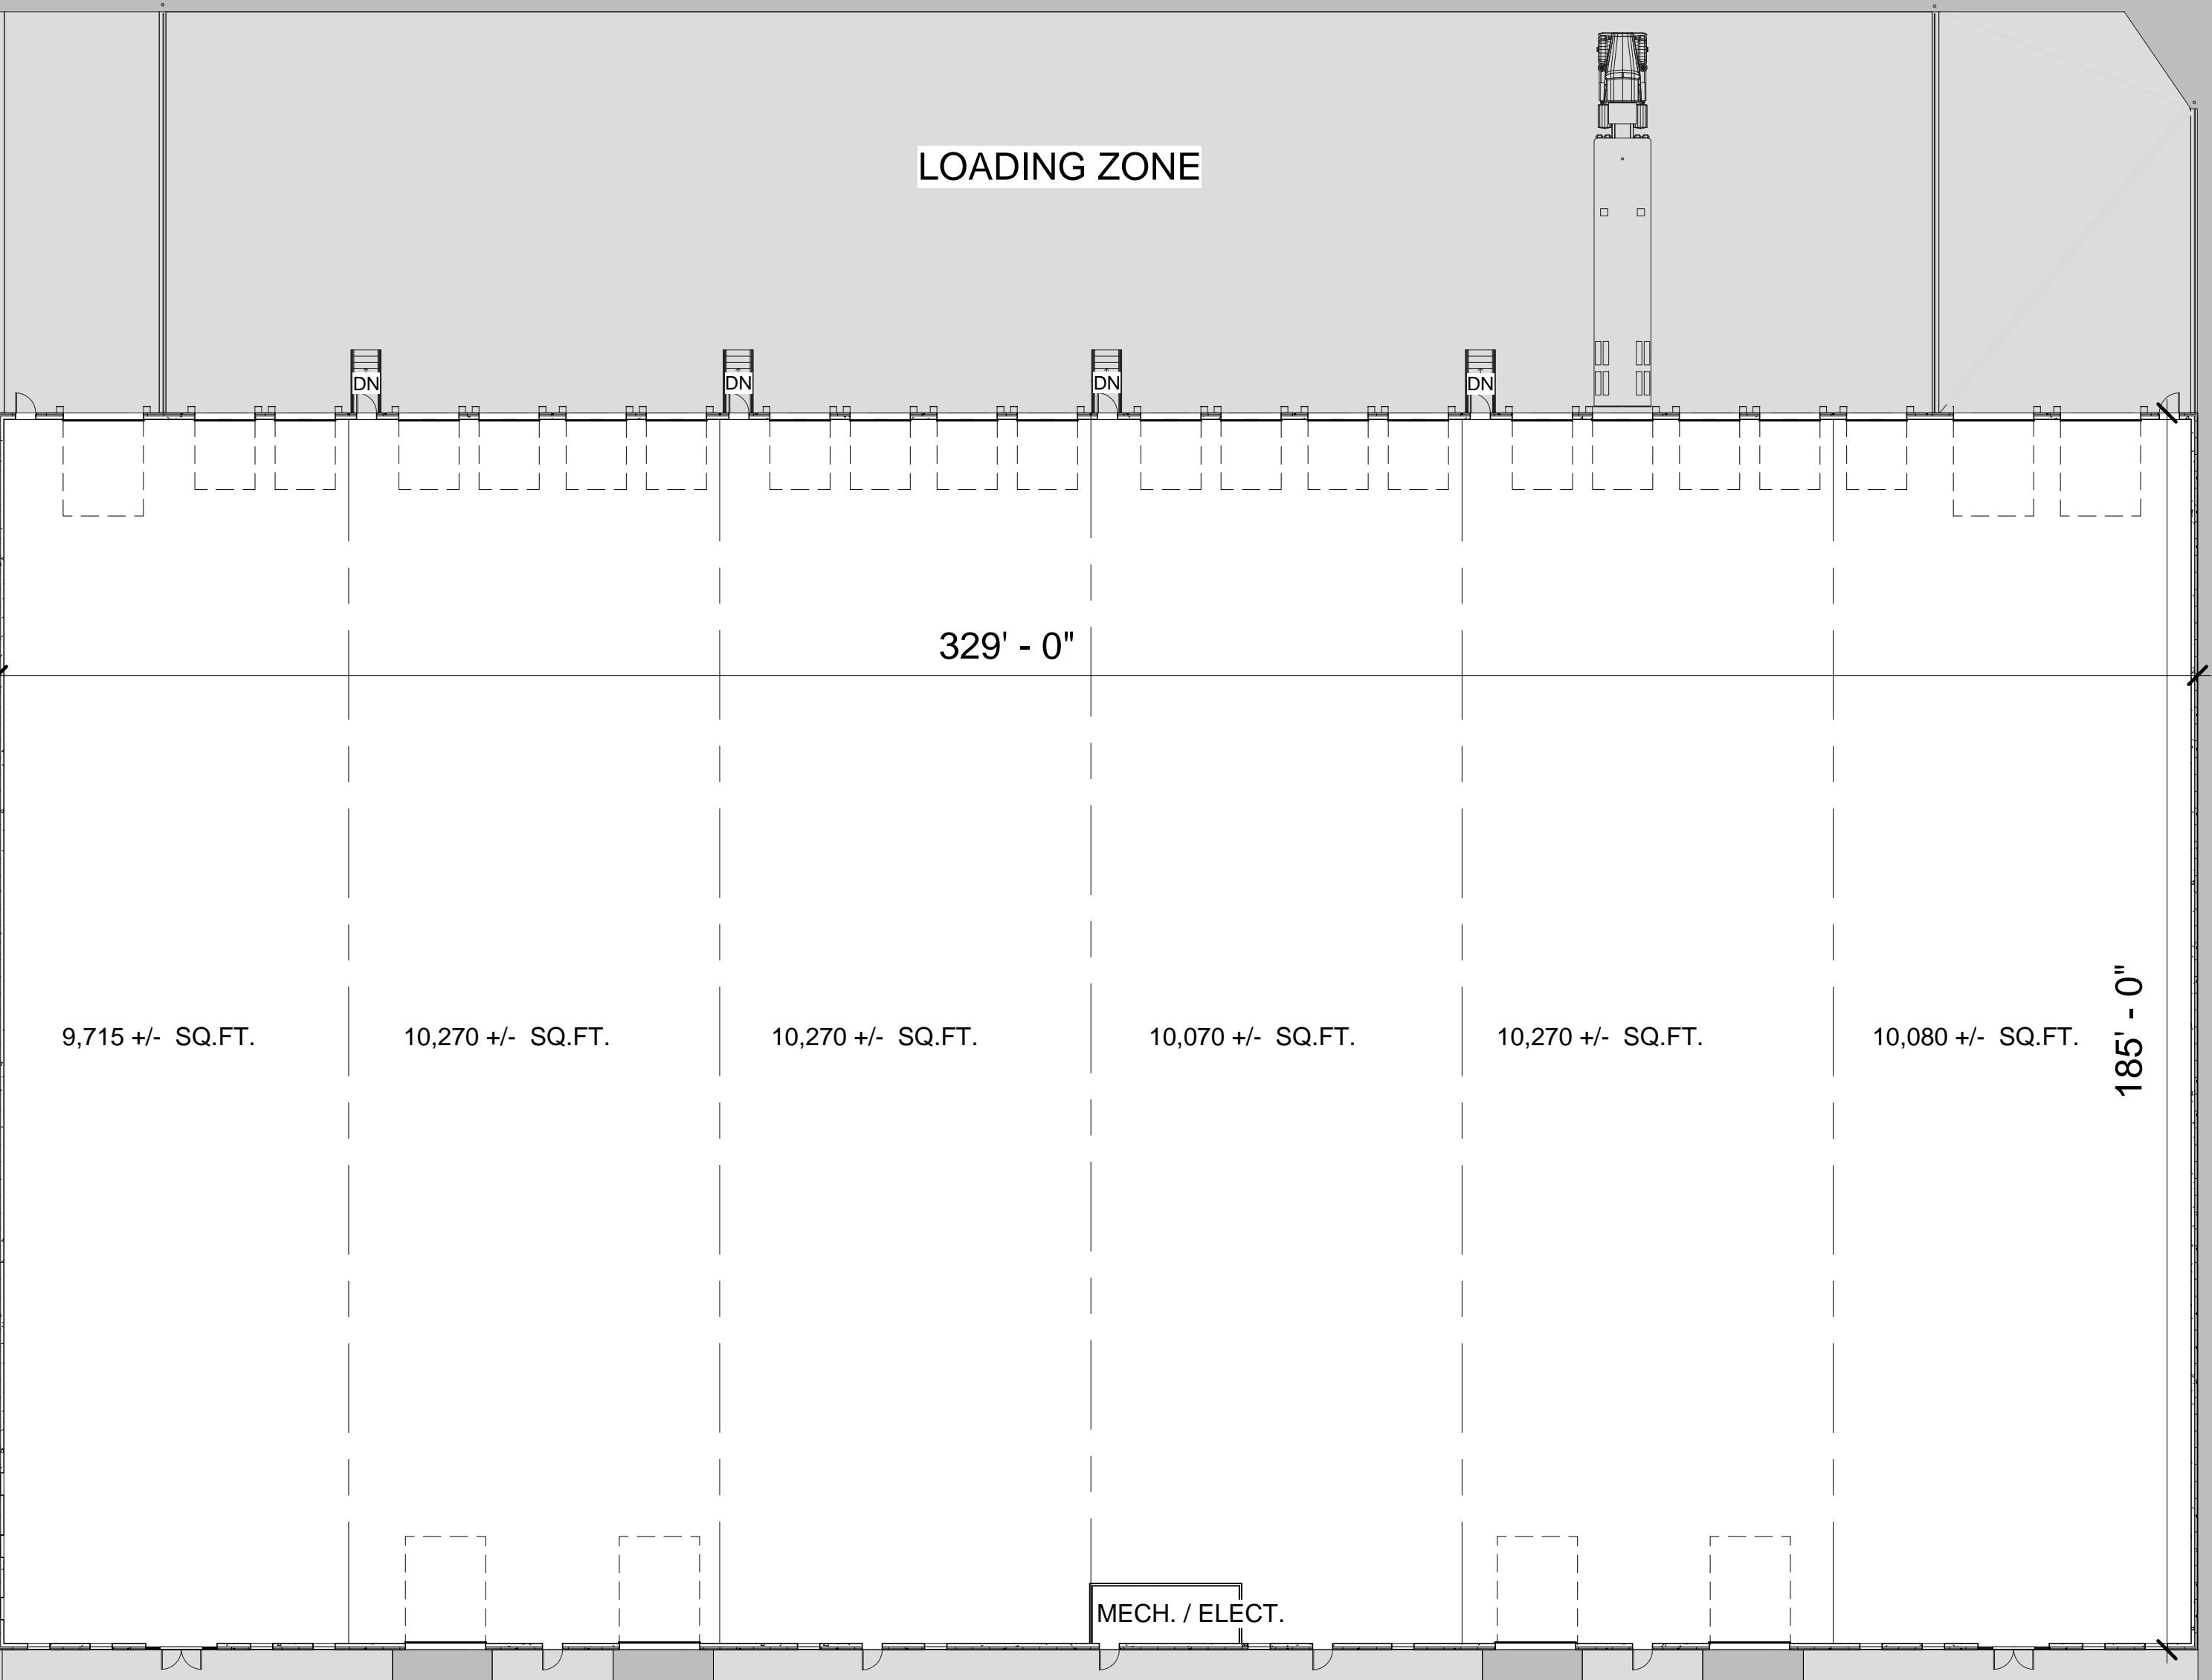 LOADING ZONE
DN
DN
DN
DN
329' - 0"
9,715 +/- SQ.FT.
10,270 +/- SQ.FT.
10,270 +/- SQ.FT.
10,070 +/- SQ.FT.
10,270 +/- SQ.FT.
10,080 +/- SQ.FT.
185' - 0"
MECH. / ELECT.